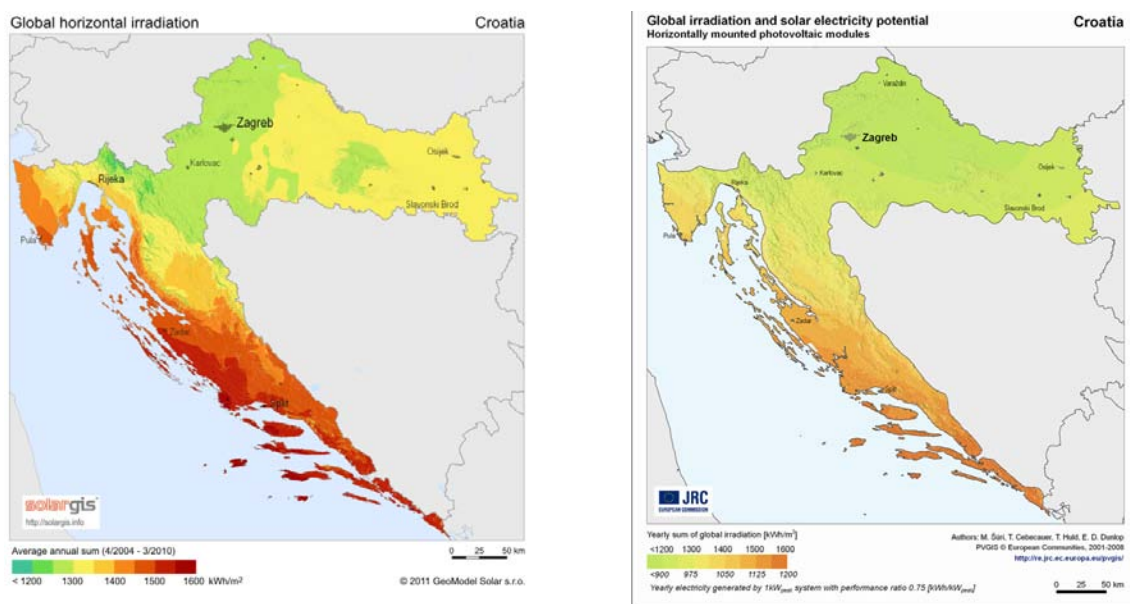 Global horizontal irradiation Croatia
Zagreb
Karlovac
Osijek
Rijeka
Slavonski Brod
Pula
Zadar
Split
solargis
http://solargis.info
Average annual sum (4/2004 - 3/2010)
0 25 50 km
< 1200 1300 1400 1500 1600 kWh/m²
© 2011 GeoModel Solar s.r.o.
Global irradiation and solar electricity potential Croatia
Horizontally mounted photovoltaic modules
Varaždin
Zagreb
Karlovac
Osijek
Rijeka
Slavonski Brod
Pula
Zadar
Split
JRC
EUROPEAN COMMISSION
Yearly sum of global irradiation [kWh/m²]
<1200 1300 1400 1500 1600
<900 975 1050 1125 1200
Yearly electricity generated by 1kWpeak system with performance ratio 0.75 [kWh/kWpeak]
Authors: M. Šúri, T. Cebecauer, T. Huld, E. D. Dunlop
PVGIS © European Communities, 2001-2008
http://re.jrc.ec.europa.eu/pvgis/
0 25 50 km